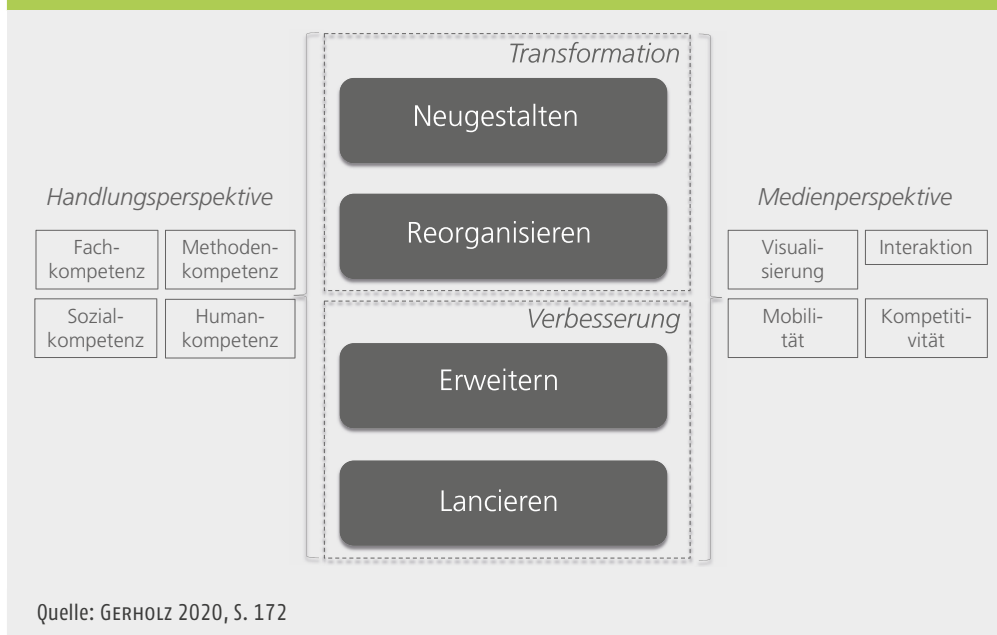 Transformation
Neugestalten
Reorganisieren
Handlungsperspektive
Fach-
kompetenz
Methoden-
kompetenz
Sozial-
kompetenz
Human-
kompetenz
Verbesserung
Erweitern
Lancieren
Medienperspektive
Visuali-
sierung
Interaktion
Mobili-
tät
Kompetiti-
vität
Quelle: GERHOLZ 2020, S. 172